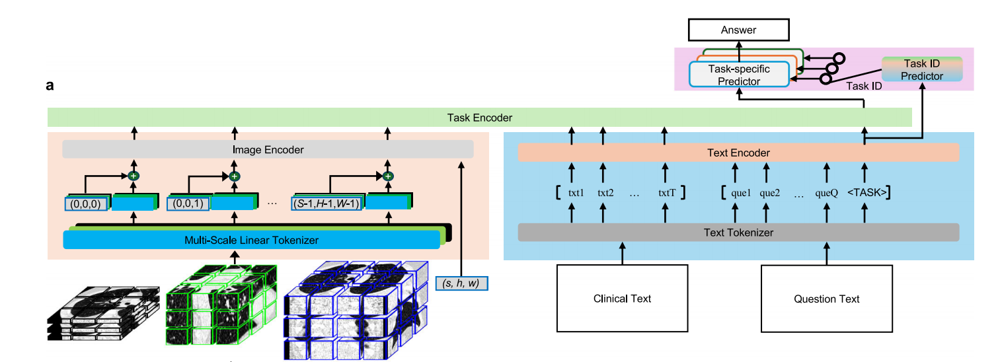 Answer
Task-specific
Predictor
Task ID
Predictor
Task ID
a
Task Encoder
Image Encoder
Text Encoder
+ + +
(0,0,0) (0,0,1) ... (S-1,H-1,W-1)
[ txt1 txt2 ... txtT ] [ que1 que2 ... queQ <TASK>]
Multi-Scale Linear Tokenizer
Text Tokenizer
(s, h, w)
Clinical Text
Question Text